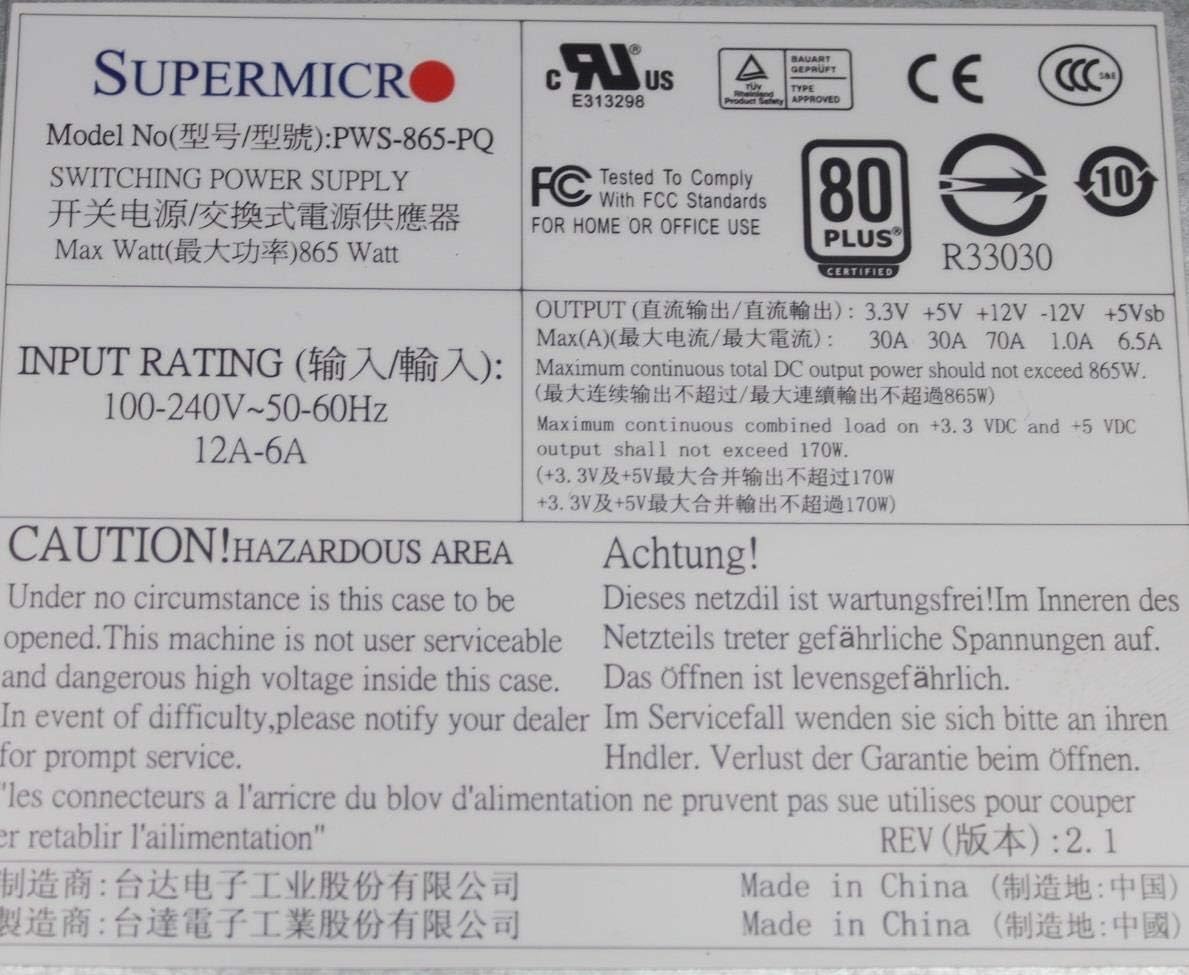 SUPERMICRO
Model No(型号/型號):PWS-865-PQ
SWITCHING POWER SUPPLY
开关电源/交換式電源供應器
Max Watt(最大功率)865 Watt
c RU US
E313298
TÜV
Rheinland
Product Safety
BAUART
GEPRÜFT
TYPE
APPROVED
CE
CCC S&E
FC Tested To Comply
With FCC Standards
FOR HOME OR OFFICE USE
80
PLUS®
CERTIFIED
R33030
10
INPUT RATING (输入/輸入):
100-240V~50-60Hz
12A-6A
OUTPUT (直流输出/直流輸出): 3.3V +5V +12V -12V +5Vsb
Max(A)(最大电流/最大電流): 30A 30A 70A 1.0A 6.5A
Maximum continuous total DC output power should not exceed 865W.
(最大连续输出不超过/最大連續輸出不超過865W)
Maximum continuous combined load on +3.3 VDC and +5 VDC
output shall not exceed 170W.
(+3.3V及+5V最大合并输出不超过170W
+3.3V及+5V最大合并輸出不超過170W)
CAUTION!HAZARDOUS AREA
Under no circumstance is this case to be
opened.This machine is not user serviceable
and dangerous high voltage inside this case.
In event of difficulty,please notify your dealer
for prompt service.
Achtung!
Dieses netzdil ist wartungsfrei!Im Inneren des
Netzteils treter gefährliche Spannungen auf.
Das Öffnen ist levensgefährlich.
Im Servicefall wenden sie sich bitte an ihren
Hndler. Verlust der Garantie beim Öffnen.
"les connecteurs a l'arricre du blov d'alimentation ne pruvent pas sue utilises pour couper
er retablir l'ailimentation"
REV(版本):2.1
制造商:台达电子工业股份有限公司
製造商:台達電子工業股份有限公司
Made in China (制造地:中国)
Made in China (製造地:中國)